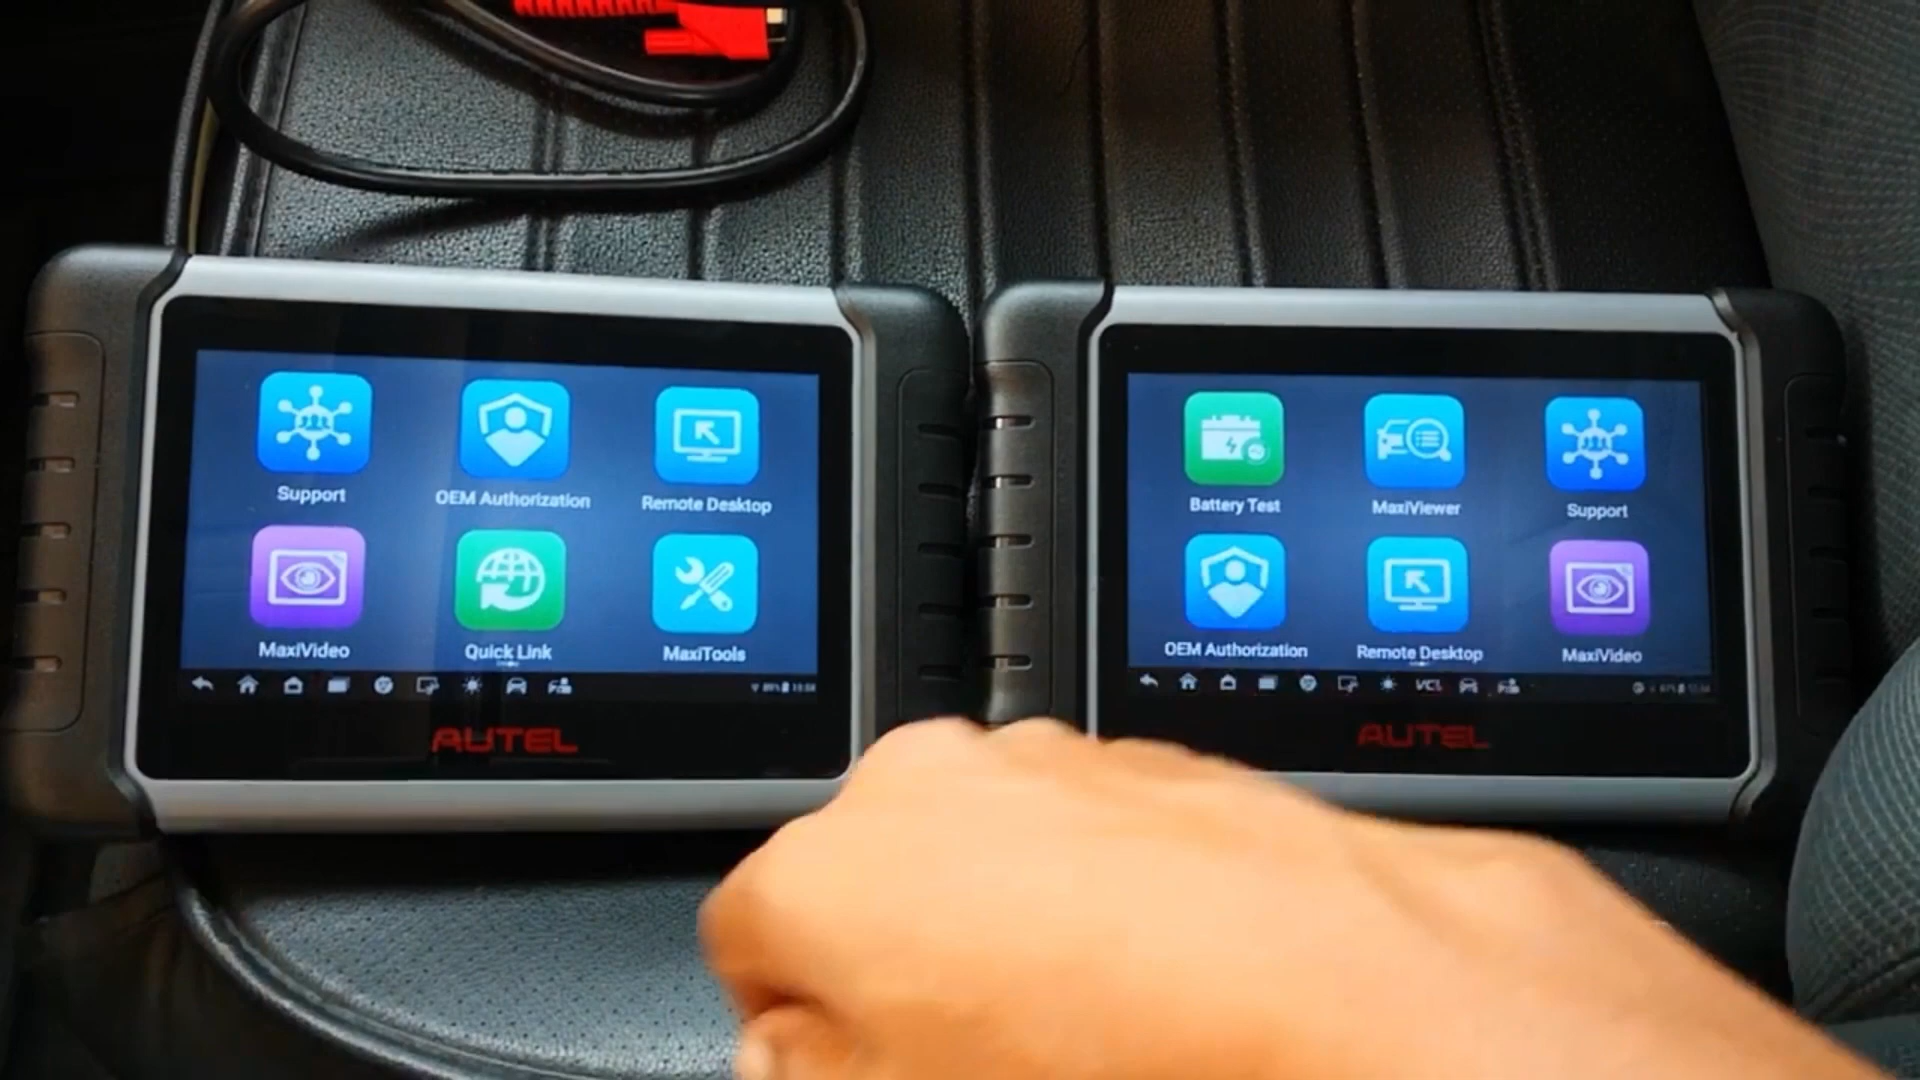 Support
OEM Authorization
Remote Desktop
MaxiVideo
Quick Link
MaxiTools
AUTEL
Battery Test
MaxiViewer
Support
OEM Authorization
Remote Desktop
MaxiVideo
VCI
AUTEL